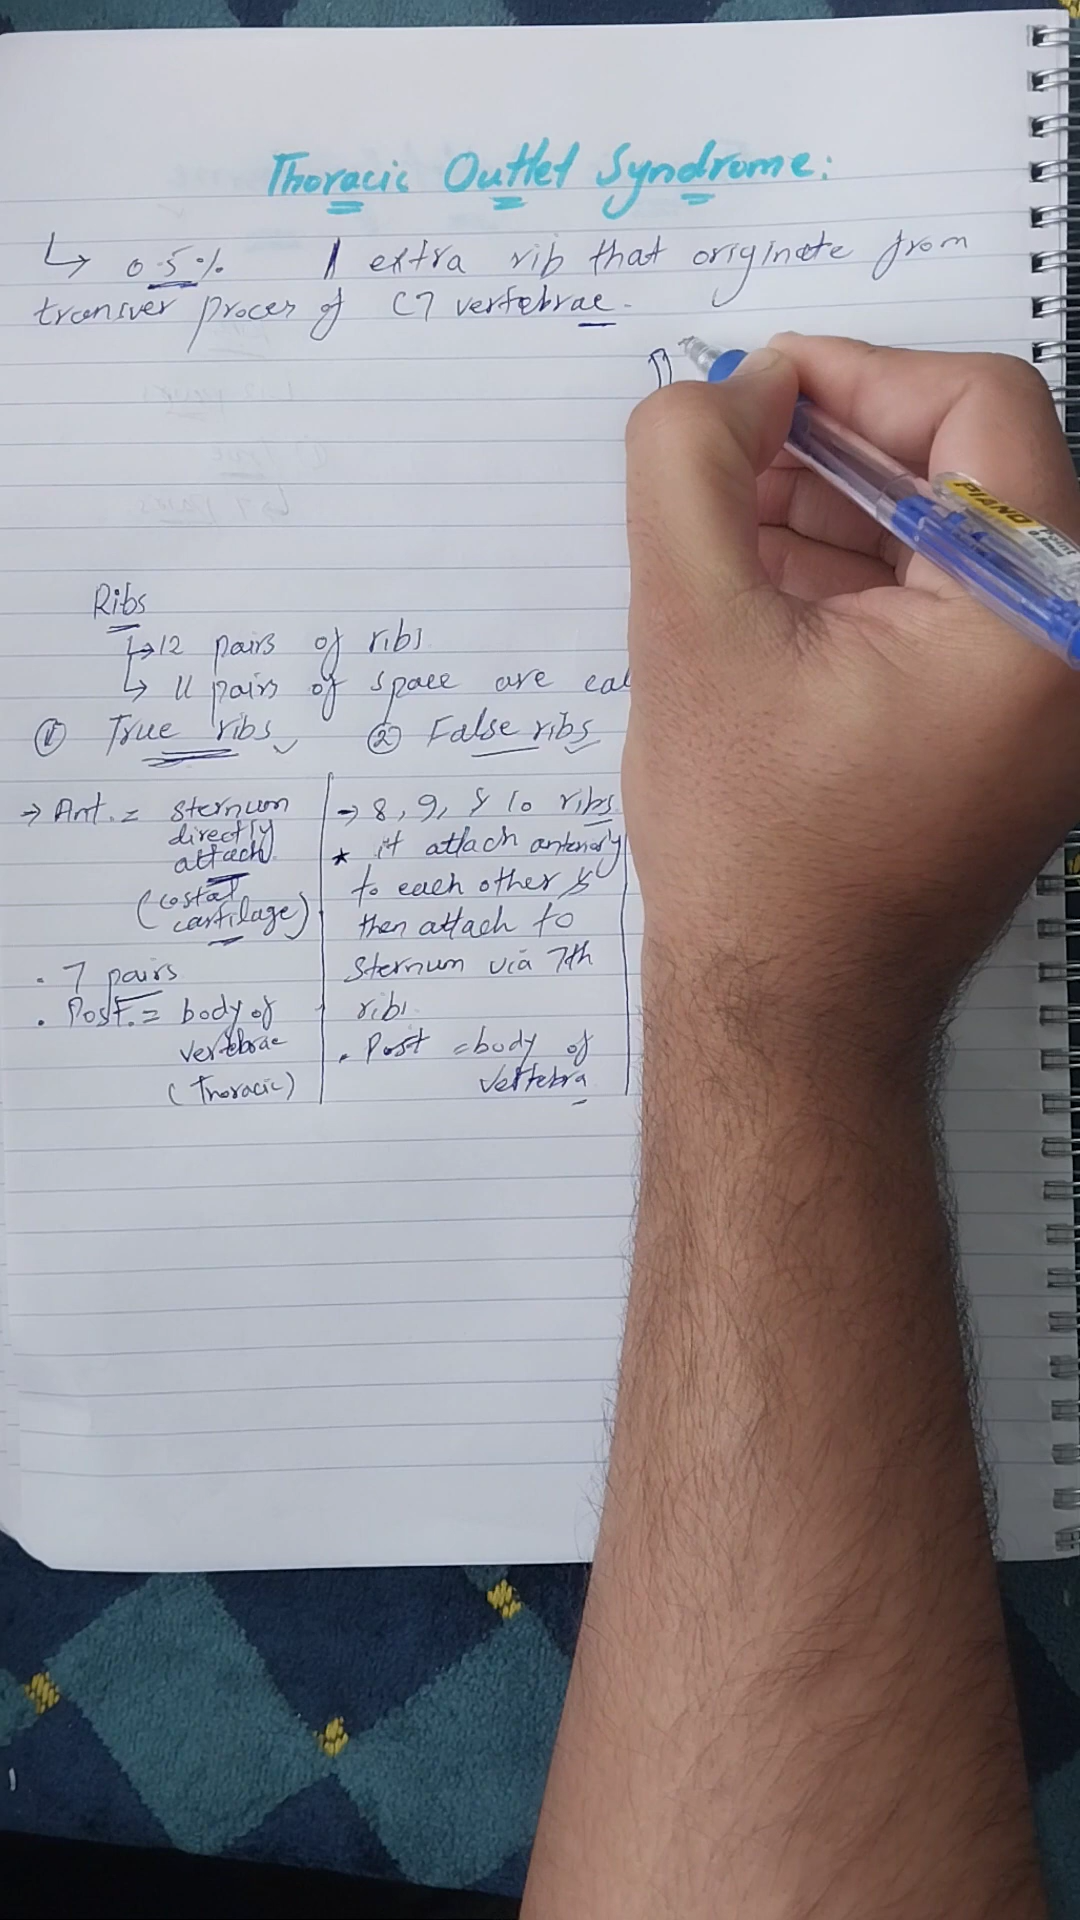 Thoracic Outlet Syndrome:
↳ 0.5% 1 extra rib that originate from
transver proces of C7 vertebrae.
Ribs
↳ 12 pairs of ribs
↳ 11 pairs of space are cal
① True ribs ② False ribs
→ Ant. = sternum
directly
attach
(costal
cartilage)
. 7 pairs
. Post. = body of
vertebrae
(Thoracic)
→ 8, 9, & 10 ribs
* it attach anteriory
to each other &
then attach to
sternum via 7th
ribs
. Post = body of
vertebra
PIANO
Point